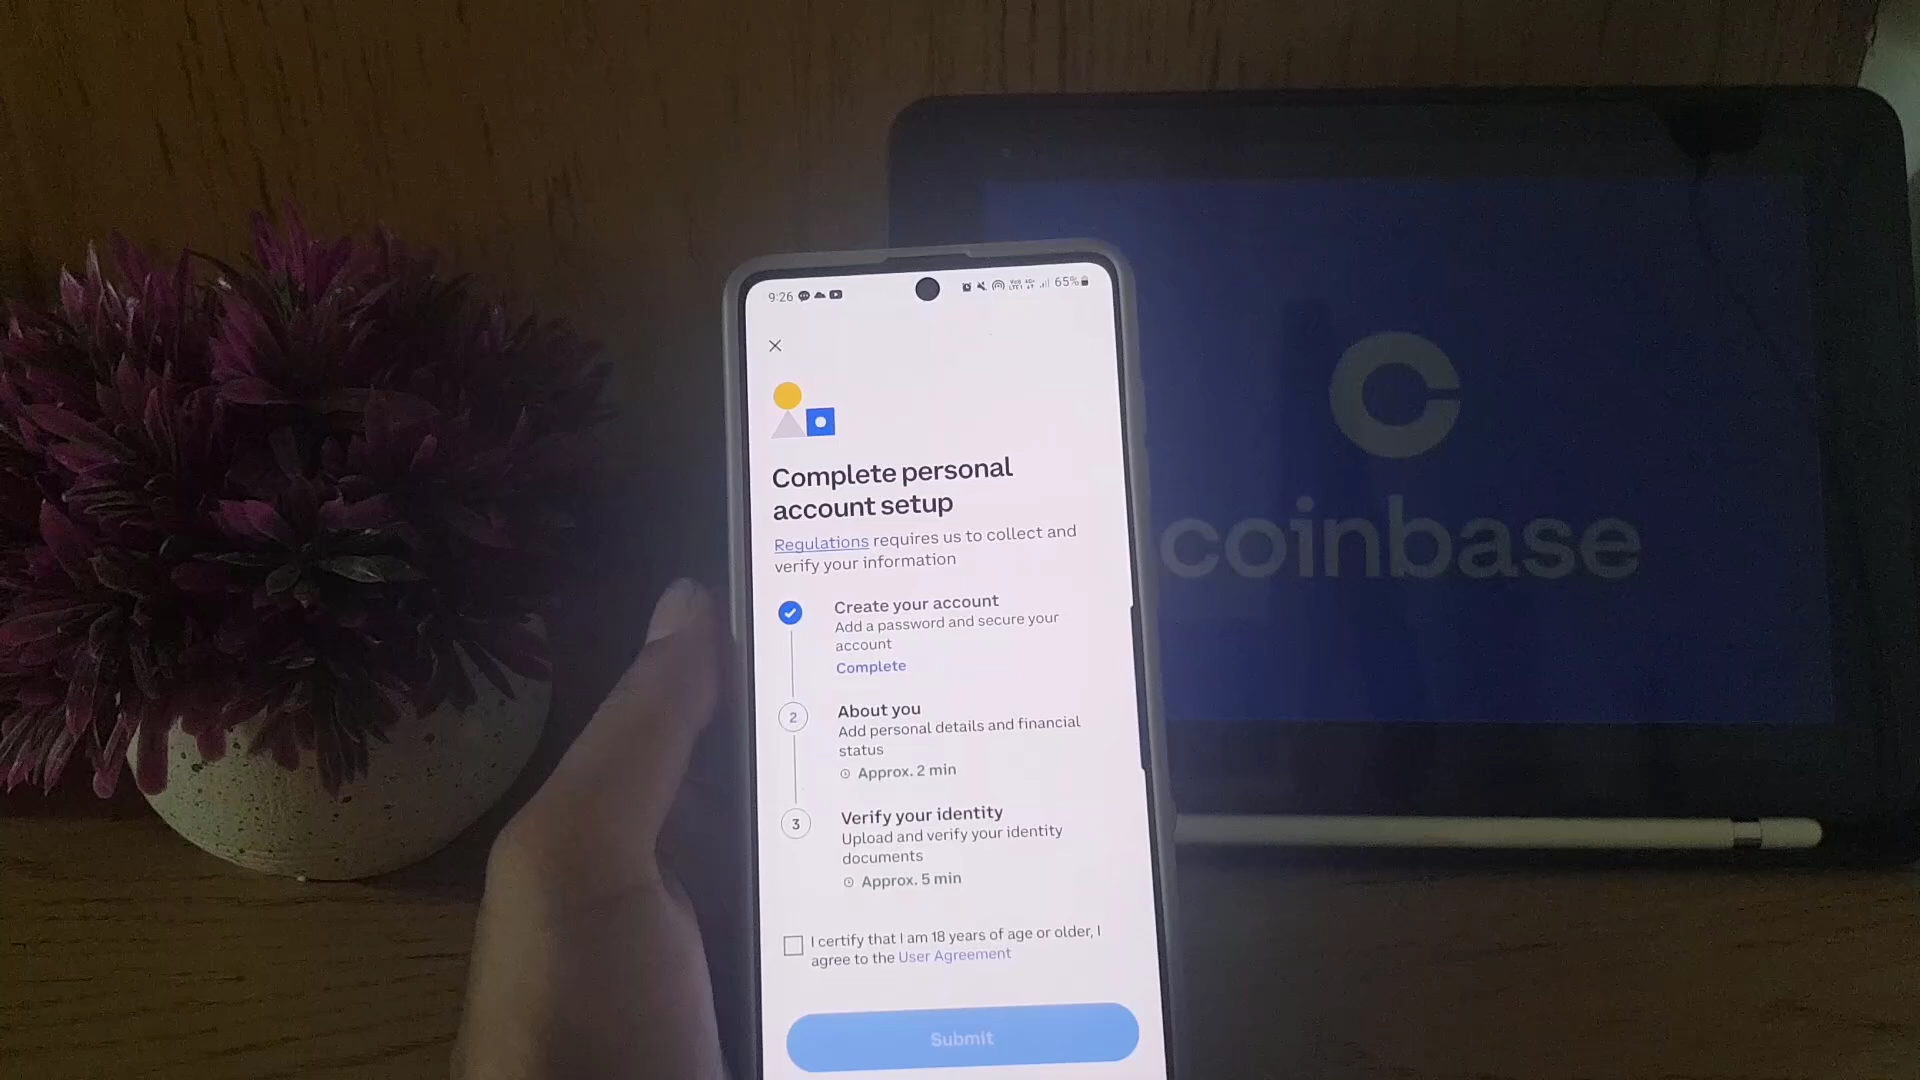 9:26
65%
Complete personal
account setup
Regulations requires us to collect and
verify your information
Create your account
Add a password and secure your
account
Complete
2
About you
Add personal details and financial
status
Approx. 2 min
3
Verify your identity
Upload and verify your identity
documents
Approx. 5 min
I certify that I am 18 years of age or older, I
agree to the User Agreement
Submit
coinbase